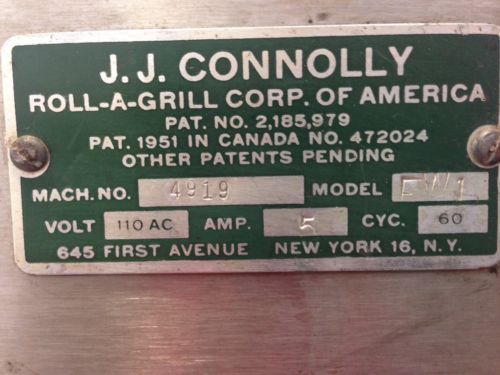 J. J. CONNOLLY
ROLL-A-GRILL CORP. OF AMERICA
PAT. NO. 2,185,979
PAT. 1951 IN CANADA NO. 472024
OTHER PATENTS PENDING
MACH. NO. 4919 MODEL EW1
VOLT 110 AC AMP. 5 CYC. 60
645 FIRST AVENUE NEW YORK 16, N.Y.